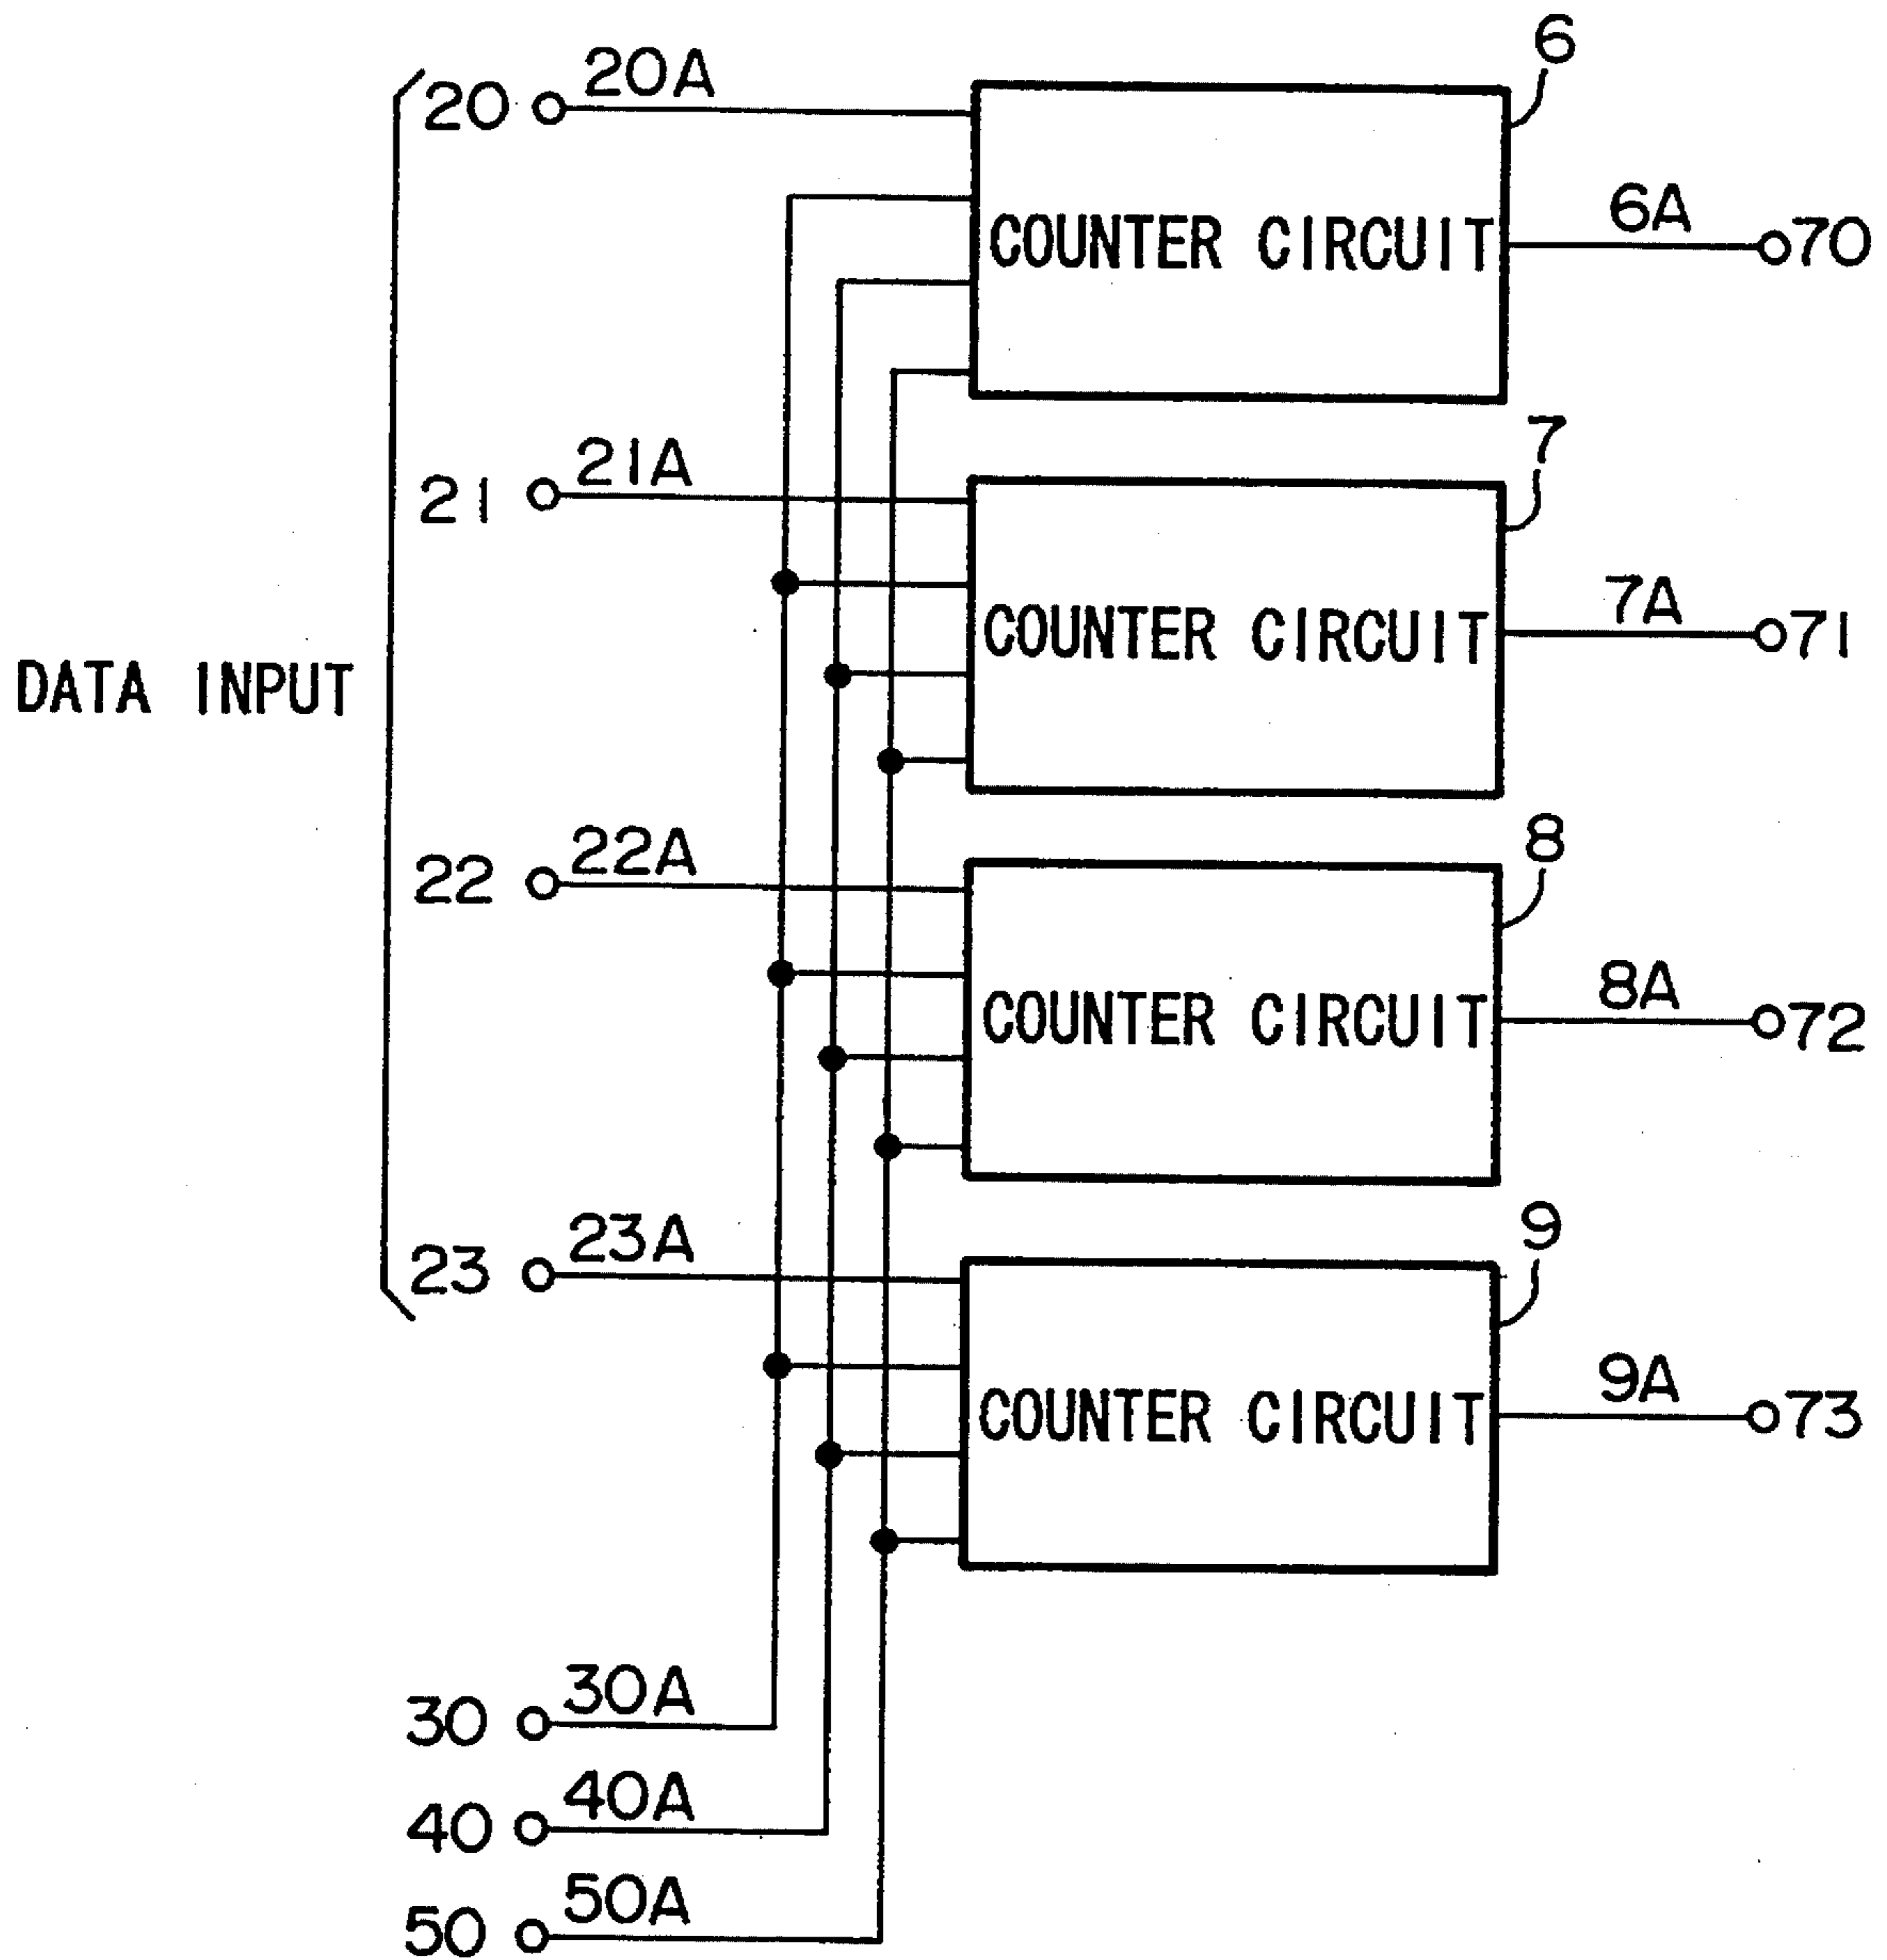 6
20 20A
6A
COUNTER CIRCUIT 70
7
21 21A
7A
COUNTER CIRCUIT 71
DATA INPUT
8
22 22A
8A
COUNTER CIRCUIT 72
9
23 23A
9A
COUNTER CIRCUIT 73
30 30A
40 40A
50 50A